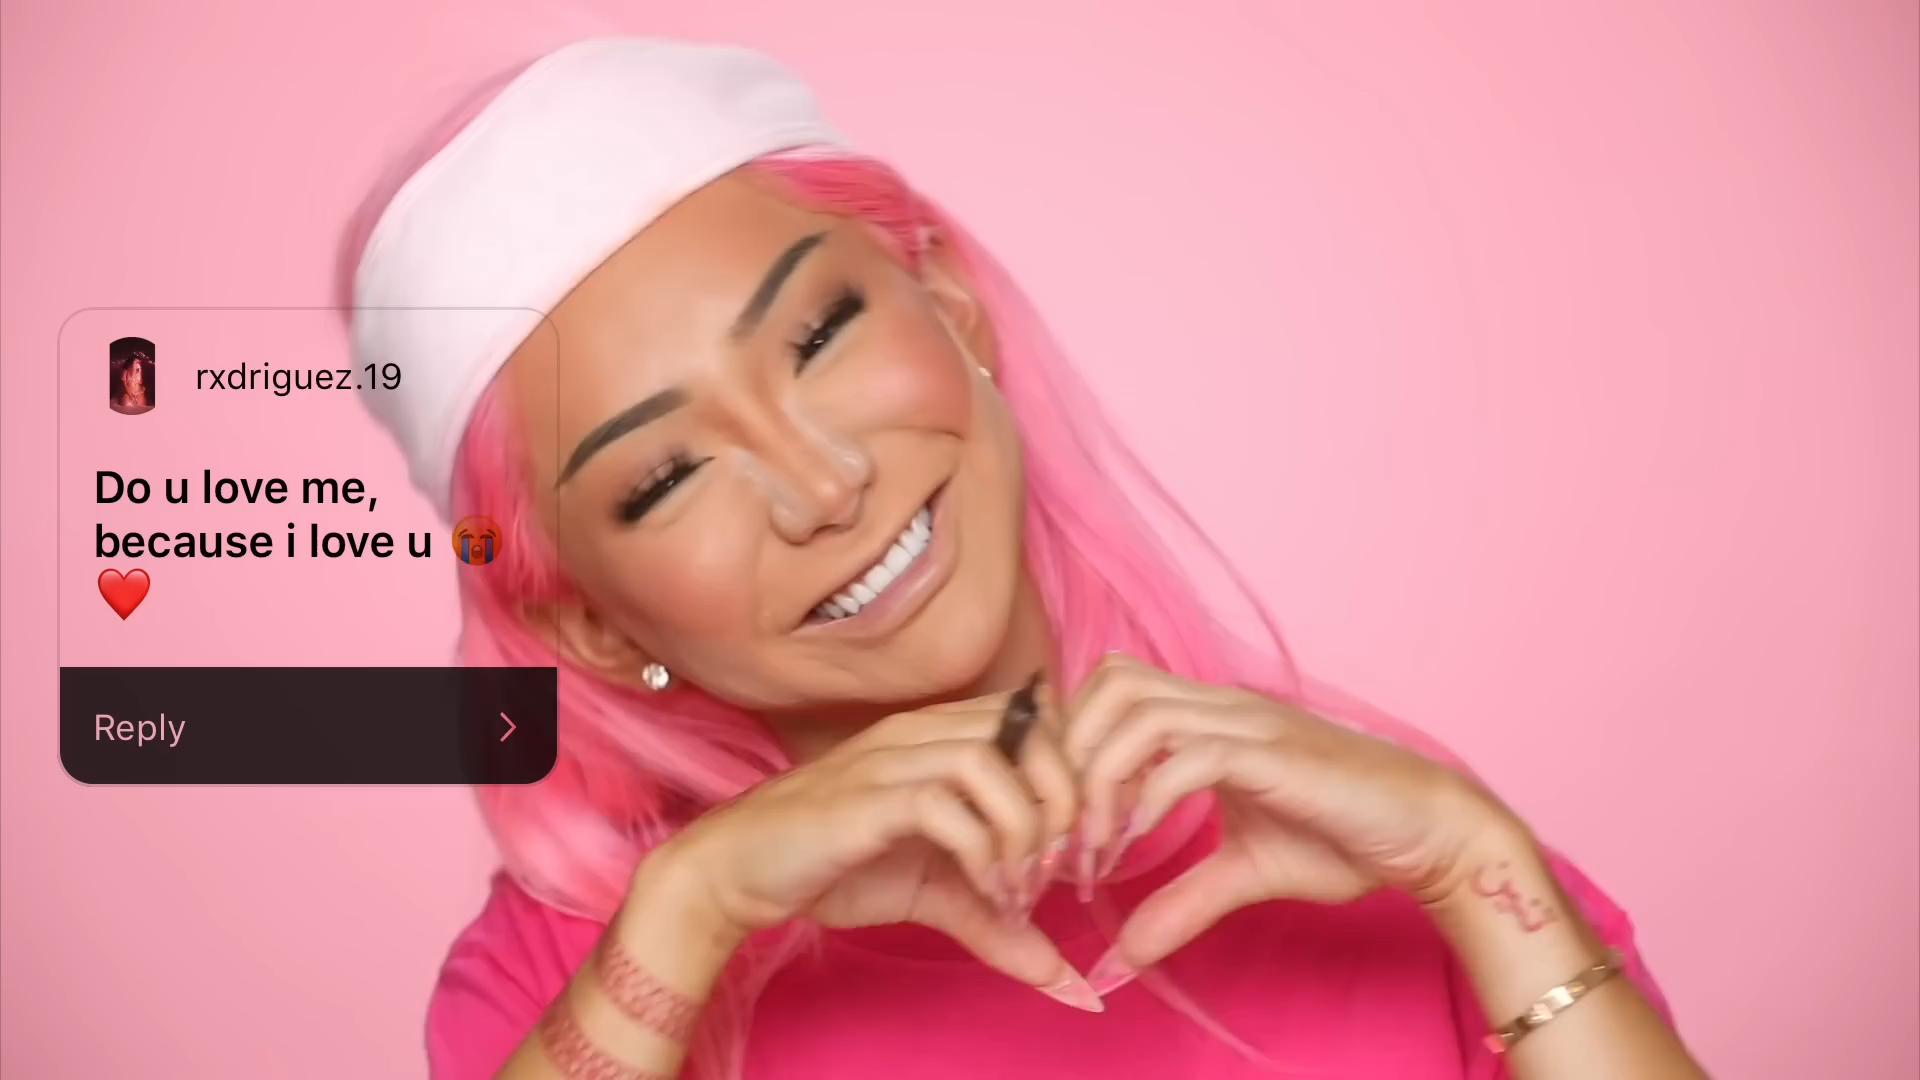 rxdriguez.19
Do u love me,
because i love u 😭
❤️
Reply